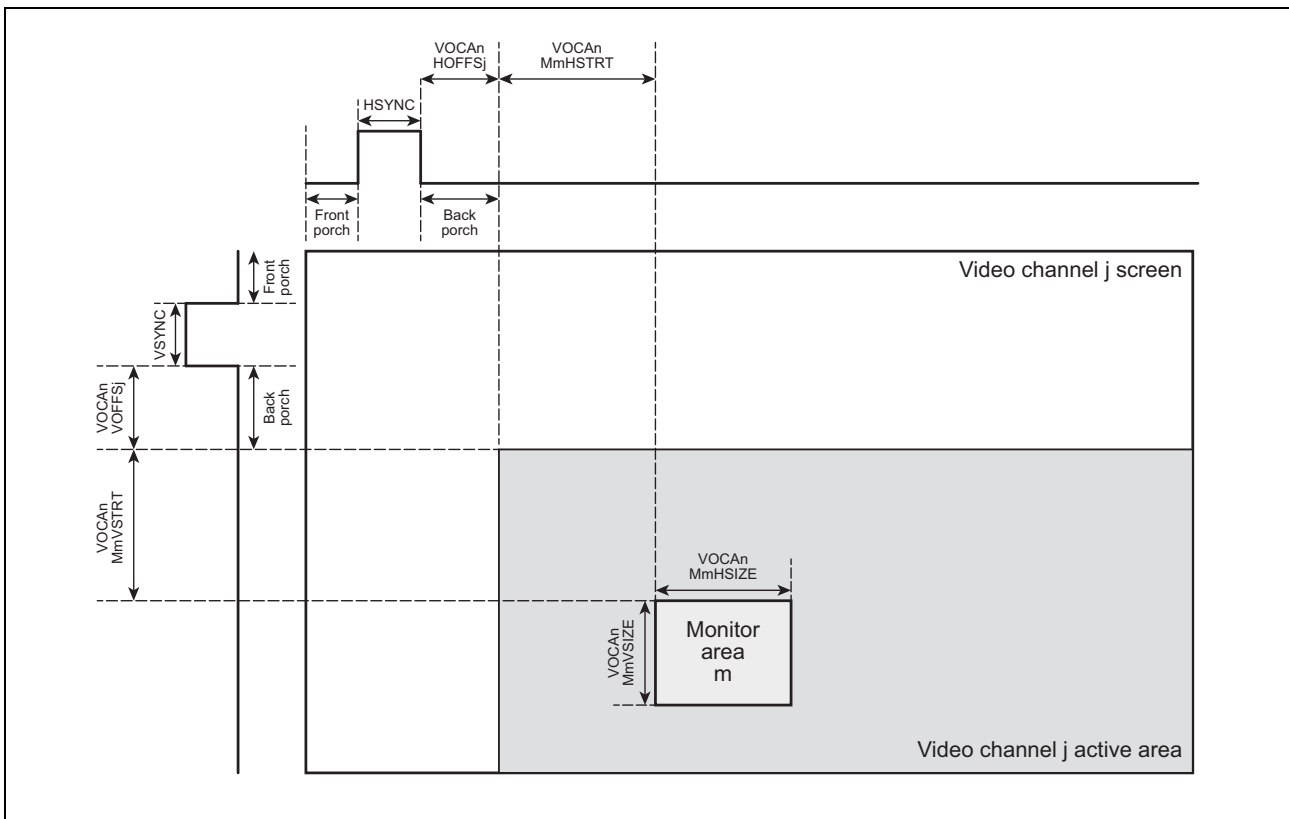 VOCAn
HOFFSj
VOCAn
MmHSTRT
HSYNC
Front
porch
Back
porch
Video channel j screen
Front
porch
VSYNC
VOCAn
VOFFSj
Back
porch
VOCAn
MmVSTRT
VOCAn
MmHSIZE
VOCAn
MmVSIZE
Monitor
area
m
Video channel j active area